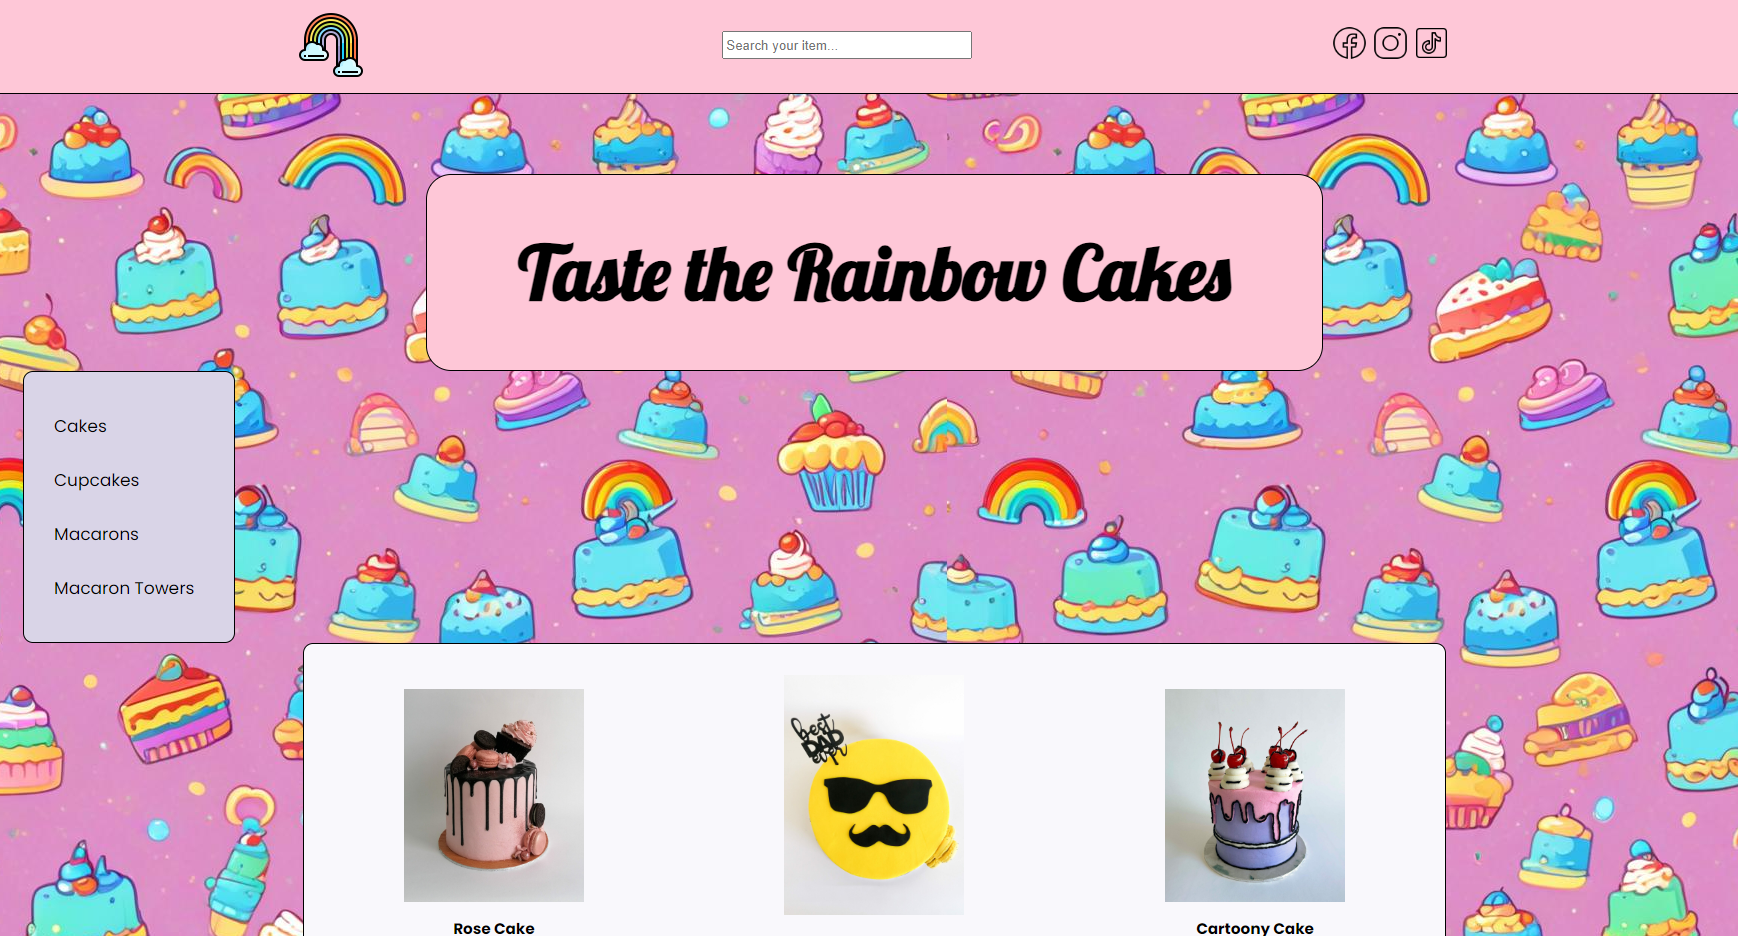 Search your item...
Taste the Rainbow Cakes
Cakes
Cupcakes
Macarons
Macaron Towers
best
DAD
ever
Rose Cake
Cartoony Cake